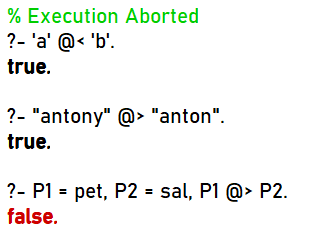 % Execution Aborted
?- 'a' @< 'b'.
true.
?- "antony" @> "anton".
true.
?- P1 = pet, P2 = sal, P1 @> P2.
false.